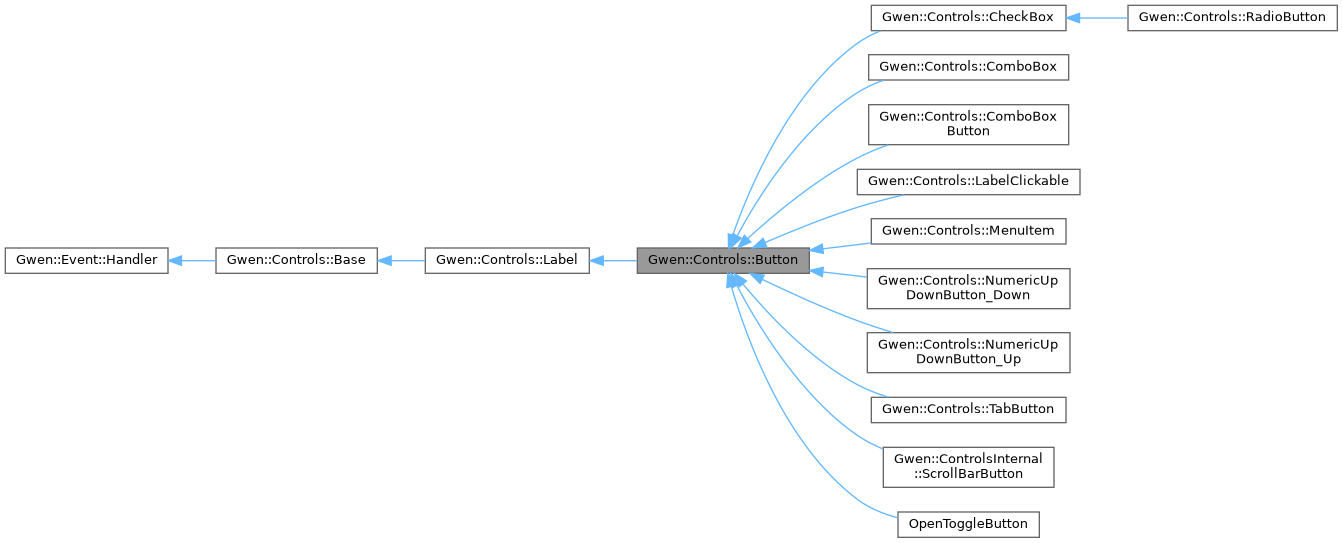 Gwen::Controls::CheckBox
Gwen::Controls::RadioButton
Gwen::Controls::ComboBox
Gwen::Controls::ComboBox
Button
Gwen::Controls::LabelClickable
Gwen::Controls::MenuItem
Gwen::Event::Handler
Gwen::Controls::Base
Gwen::Controls::Label
Gwen::Controls::Button
Gwen::Controls::NumericUp
DownButton_Down
Gwen::Controls::NumericUp
DownButton_Up
Gwen::Controls::TabButton
Gwen::ControlsInternal
::ScrollBarButton
OpenToggleButton